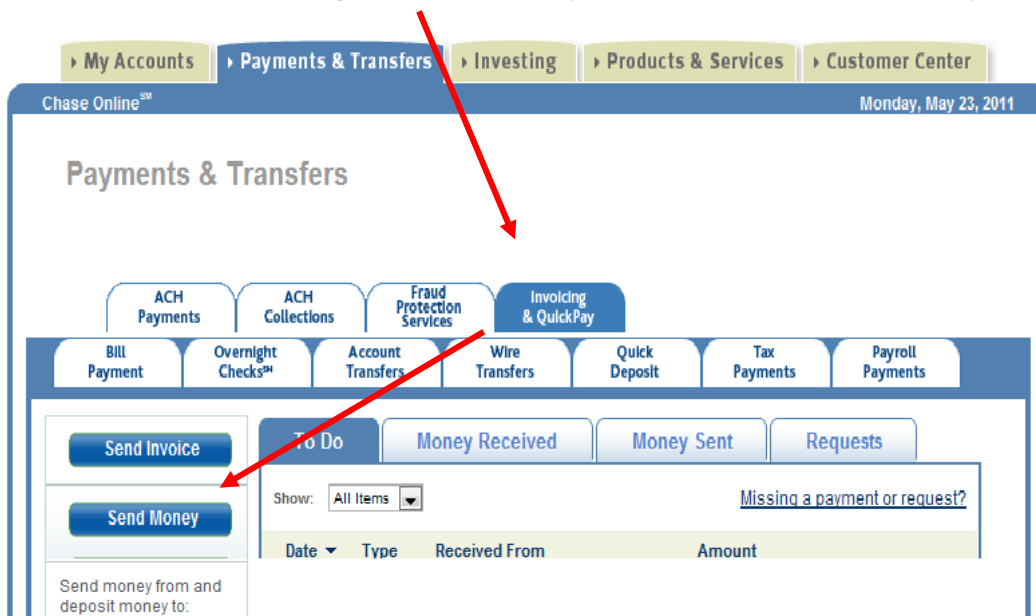 My Accounts Payments & Transfers Investing Products & Services Customer Center
Chase Online℠ Monday, May 23, 2011
Payments & Transfers
ACH Payments ACH Collections Fraud Protection Services Invoicing & QuickPay
Bill Payment Overnight Checks℠ Account Transfers Wire Transfers Quick Deposit Tax Payments Payroll Payments
Send Invoice
Send Money
Send money from and
deposit money to:
To Do Money Received Money Sent Requests
Show: All Items Missing a payment or request?
Date Type Received From Amount